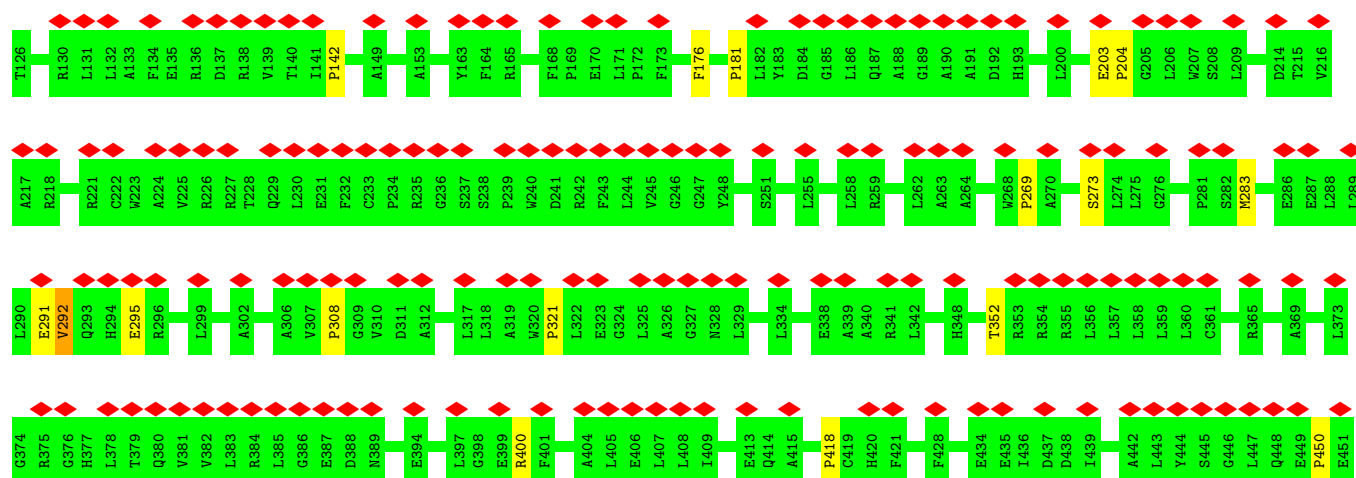 T126 R130 L131 L132 A133 F134 E135 R136 D137 R138 V139 T140 I141 P142 A149 A153 Y163 F164 R165 F168 P169 E170 L171 P172 F173 F176 P181 L182 Y183 D184 G185 L186 Q187 A188 G189 A190 A191 D192 H193 L200 E203 P204 G205 L206 W207 S208 L209 D214 T215 V216
A217 R218 R221 C222 W223 A224 V225 R226 R227 T228 Q229 L230 E231 F232 C233 P234 R235 G236 S237 S238 P239 W240 D241 R242 F243 L244 V245 G246 G247 Y248 S251 L255 L258 R259 L262 A263 A264 W268 P269 A270 S273 L274 L275 G276 P281 S282 M283 E286 E287 L288 L289
L290 E291 V292 Q293 H294 E295 R296 L299 A302 A306 V307 P308 G309 V310 D311 A312 L317 L318 A319 W320 P321 L322 E323 G324 L325 A326 G327 N328 L329 L334 E338 A339 A340 R341 L342 H348 T352 R353 R354 R355 L356 L357 L358 L359 L360 C361 R365 A369 L373
G374 R375 G376 H377 L378 T379 Q380 V381 V382 L383 R384 L385 G386 E387 D388 N389 E394 L397 G398 E399 R400 F401 A404 L405 E406 L407 L408 I409 E413 Q414 A415 P418 C419 H420 F421 F428 E434 E435 I436 D437 D438 I439 A442 L443 Y444 S445 G446 L447 Q448 E449 P450 E451